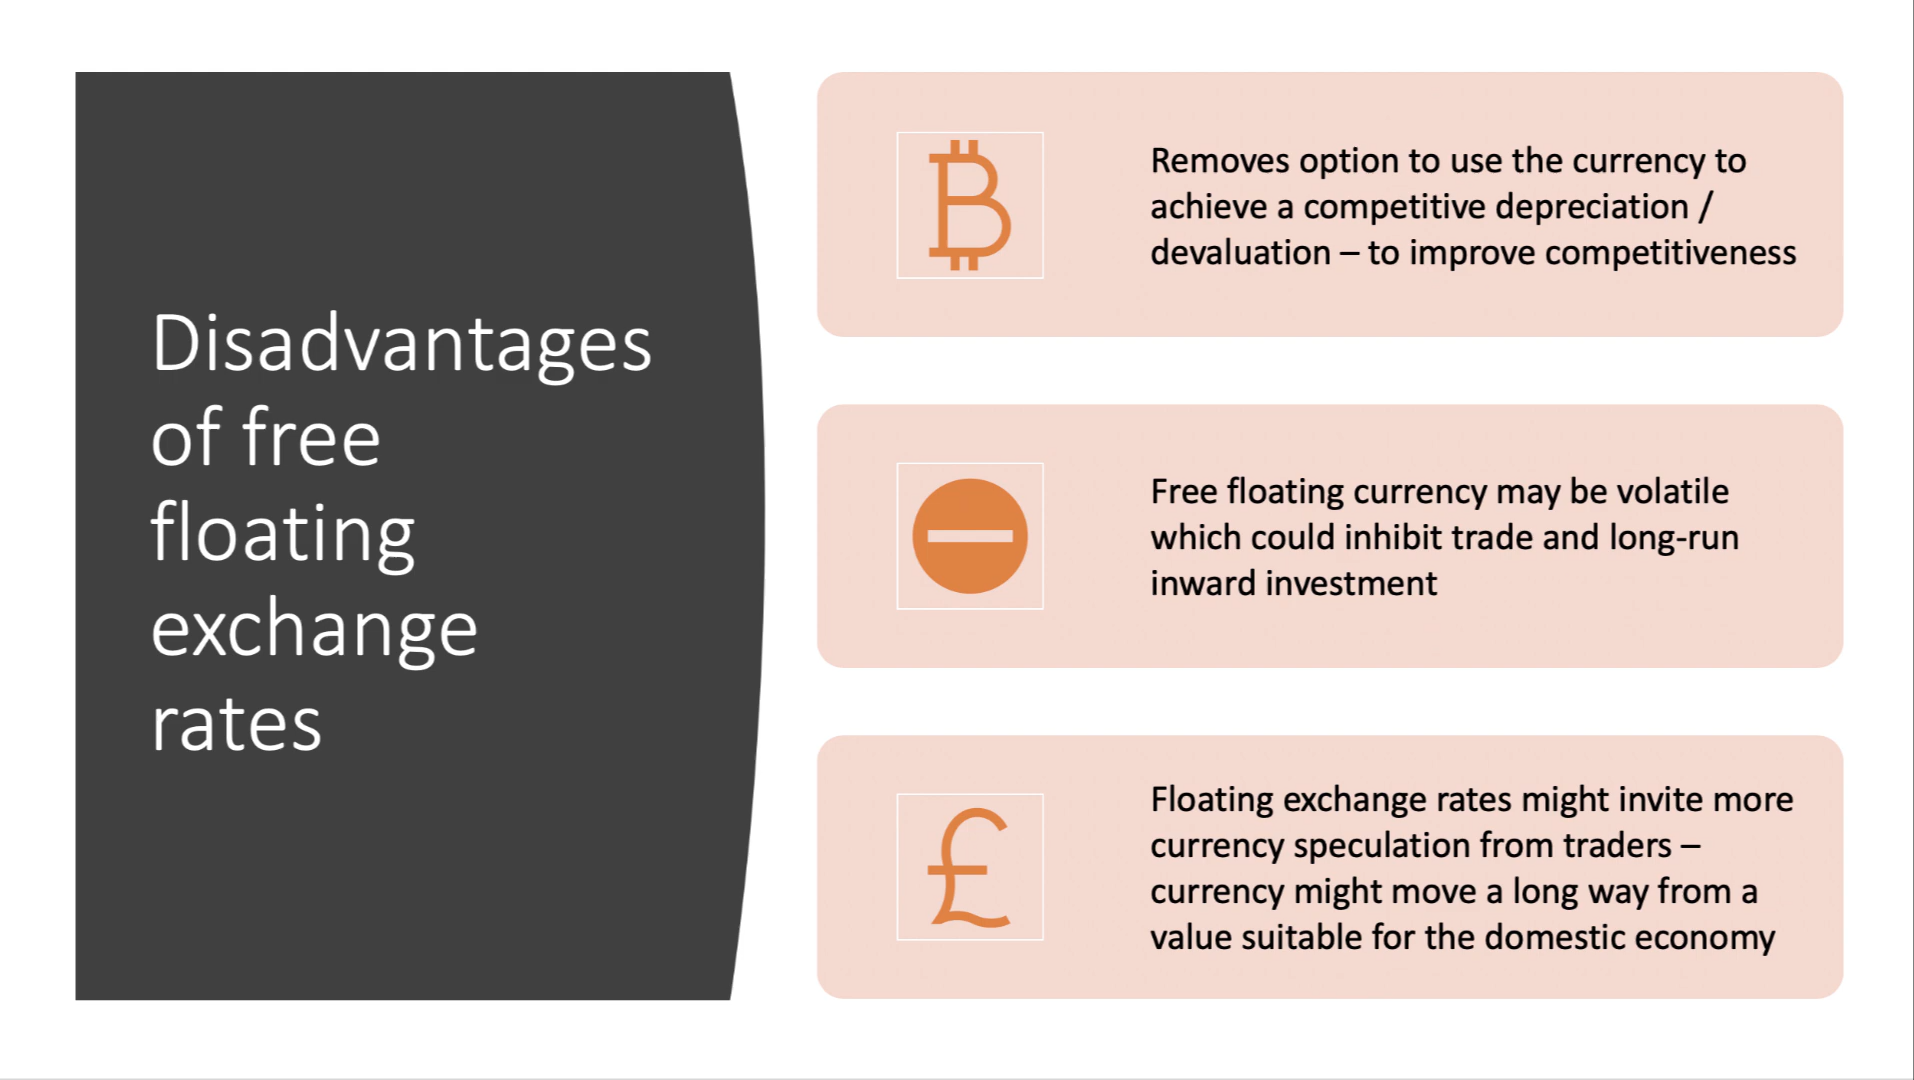 Disadvantages
of free
floating
exchange
rates
Removes option to use the currency to
achieve a competitive depreciation /
devaluation – to improve competitiveness
Free floating currency may be volatile
which could inhibit trade and long-run
inward investment
Floating exchange rates might invite more
currency speculation from traders –
currency might move a long way from a
value suitable for the domestic economy